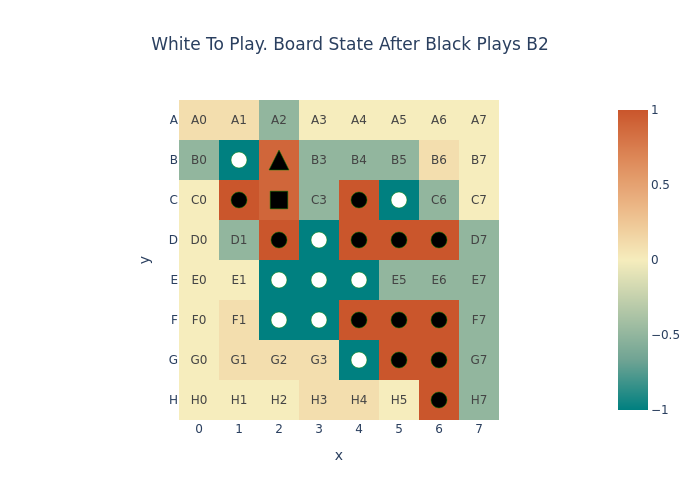 White To Play. Board State After Black Plays B2
A A0 A1 A2 A3 A4 A5 A6 A7
B B0 B3 B4 B5 B6 B7
C C0 C3 C6 C7
D D0 D1 D7
E E0 E1 E5 E6 E7
F F0 F1 F7
G G0 G1 G2 G3 G7
H H0 H1 H2 H3 H4 H5 H7
0 1 2 3 4 5 6 7
x
y
1
0.5
0
−0.5
−1